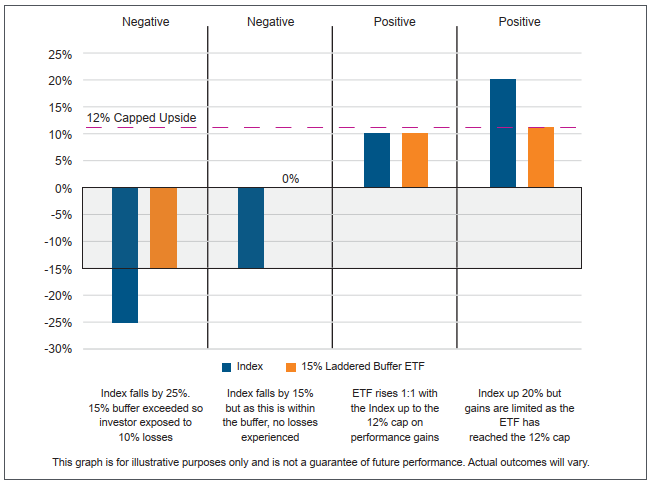 Negative Negative Positive Positive
25%
20%
15%
12% Capped Upside
10%
5%
0%
0%
-5%
-10%
-15%
-20%
-25%
-30%
Index 15% Laddered Buffer ETF
Index falls by 25%.
15% buffer exceeded so
investor exposed to
10% losses
Index falls by 15%
but as this is within
the buffer, no losses
experienced
ETF rises 1:1 with
the Index up to the
12% cap on
performance gains
Index up 20% but
gains are limited as the
ETF has
reached the 12% cap
This graph is for illustrative purposes only and is not a guarantee of future performance. Actual outcomes will vary.